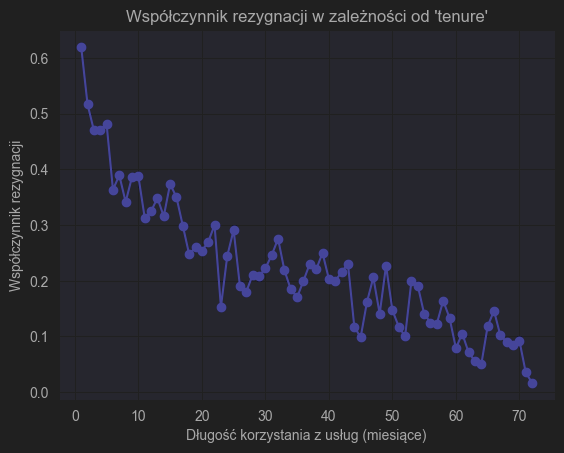 Współczynnik rezygnacji w zależności od 'tenure'
Współczynnik rezygnacji
0.6
0.5
0.4
0.3
0.2
0.1
0.0
0 10 20 30 40 50 60 70
Długość korzystania z usług (miesiące)